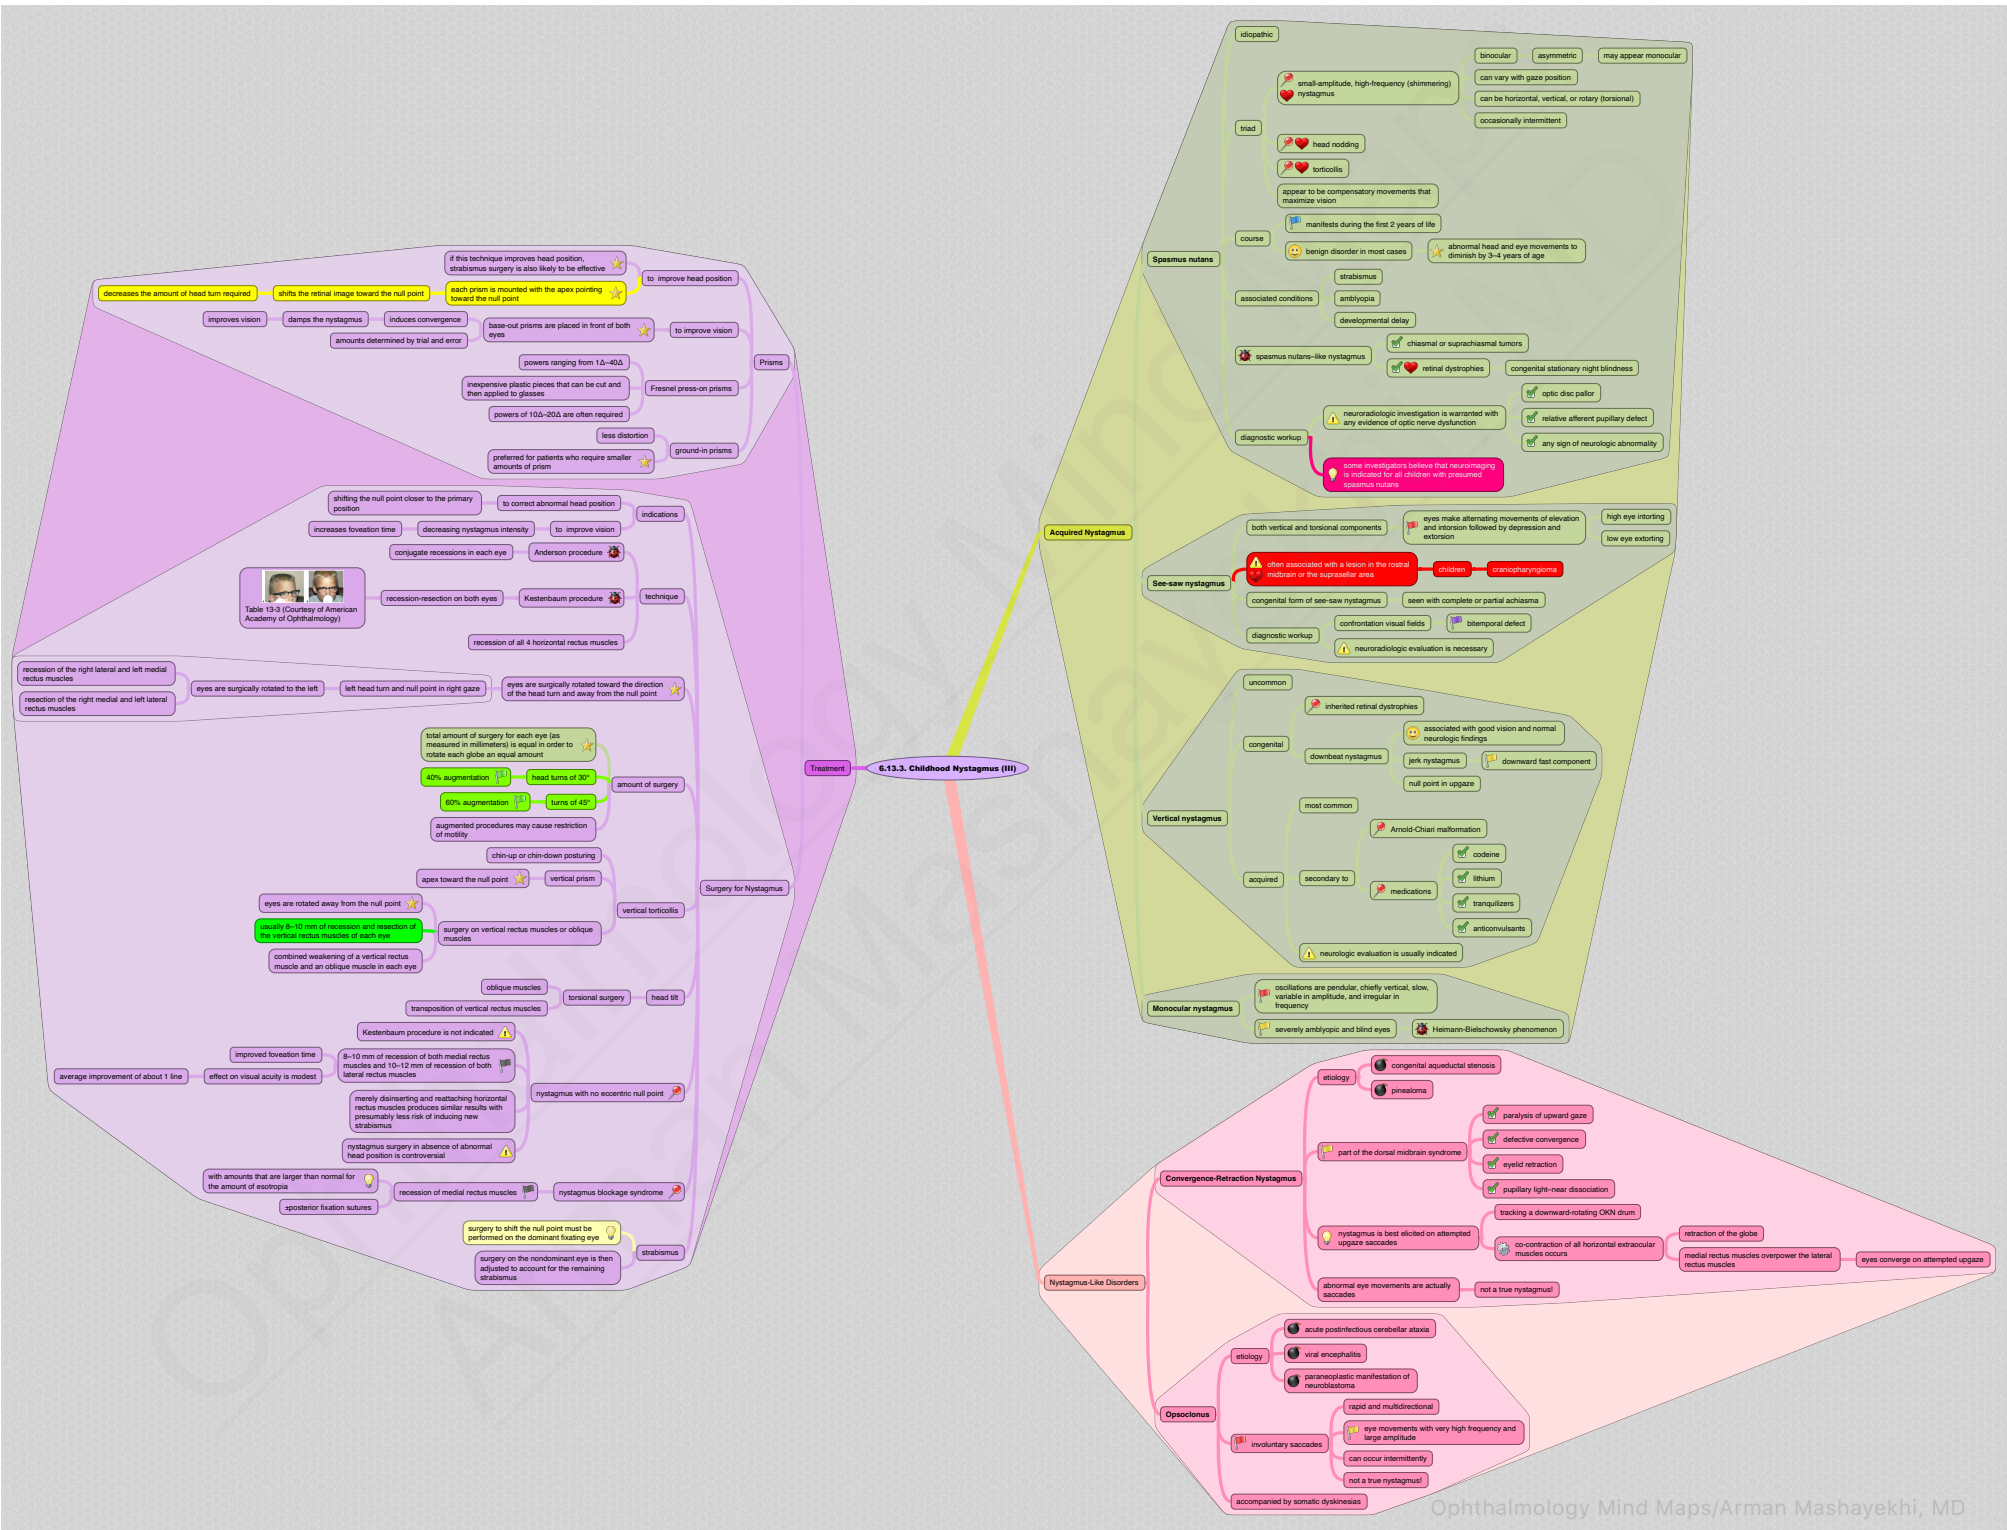 6.13.3. Childhood Nystagmus (III)
Acquired Nystagmus
Spasmus nutans
idiopathic
triad
small-amplitude, high-frequency (shimmering)
nystagmus
binocular
asymmetric
may appear monocular
can vary with gaze position
can be horizontal, vertical, or rotary (torsional)
occasionally intermittent
head nodding
torticollis
appear to be compensatory movements that
maximize vision
course
manifests during the first 2 years of life
benign disorder in most cases
abnormal head and eye movements to
diminish by 3–4 years of age
associated conditions
strabismus
amblyopia
developmental delay
spasmus nutans–like nystagmus
chiasmal or suprachiasmal tumors
retinal dystrophies
congenital stationary night blindness
diagnostic workup
neuroradiologic investigation is warranted with
any evidence of optic nerve dysfunction
optic disc pallor
relative afferent pupillary defect
any sign of neurologic abnormality
some investigators believe that neuroimaging
is indicated for all children with presumed
spasmus nutans
See-saw nystagmus
both vertical and torsional components
eyes make alternating movements of elevation
and intorsion followed by depression and
extorsion
high eye intorting
low eye extorting
often associated with a lesion in the rostral
midbrain or the suprasellar area
children
craniopharyngioma
congenital form of see-saw nystagmus
seen with complete or partial achiasma
diagnostic workup
confrontation visual fields
bitemporal defect
neuroradiologic evaluation is necessary
Vertical nystagmus
uncommon
congenital
inherited retinal dystrophies
downbeat nystagmus
associated with good vision and normal
neurologic findings
jerk nystagmus
downward fast component
null point in upgaze
acquired
most common
secondary to
Arnold-Chiari malformation
medications
codeine
lithium
tranquilizers
anticonvulsants
neurologic evaluation is usually indicated
Monocular nystagmus
oscillations are pendular, chiefly vertical, slow,
variable in amplitude, and irregular in
frequency
severely amblyopic and blind eyes
Heimann-Bielschowsky phenomenon
Nystagmus-Like Disorders
Convergence-Retraction Nystagmus
etiology
congenital aqueductal stenosis
pinealoma
part of the dorsal midbrain syndrome
paralysis of upward gaze
defective convergence
eyelid retraction
pupillary light–near dissociation
nystagmus is best elicited on attempted
upgaze saccades
tracking a downward-rotating OKN drum
co-contraction of all horizontal extraocular
muscles occurs
retraction of the globe
medial rectus muscles overpower the lateral
rectus muscles
eyes converge on attempted upgaze
abnormal eye movements are actually
saccades
not a true nystagmus!
Opsoclonus
etiology
acute postinfectious cerebellar ataxia
viral encephalitis
paraneoplastic manifestation of
neuroblastoma
involuntary saccades
rapid and multidirectional
eye movements with very high frequency and
large amplitude
can occur intermittently
not a true nystagmus!
accompanied by somatic dyskinesias
Treatment
Prisms
to  improve head position
if this technique improves head position,
strabismus surgery is also likely to be effective
each prism is mounted with the apex pointing
toward the null point
shifts the retinal image toward the null point
decreases the amount of head turn required
to improve vision
base-out prisms are placed in front of both
eyes
induces convergence
damps the nystagmus
improves vision
amounts determined by trial and error
Fresnel press-on prisms
powers ranging from 1Δ–40Δ
inexpensive plastic pieces that can be cut and
then applied to glasses
powers of 10Δ–20Δ are often required
ground-in prisms
less distortion
preferred for patients who require smaller
amounts of prism
Surgery for Nystagmus
indications
to correct abnormal head position
shifting the null point closer to the primary
position
to  improve vision
decreasing nystagmus intensity
increases foveation time
technique
Anderson procedure
conjugate recessions in each eye
Kestenbaum procedure
recession-resection on both eyes
Table 13-3 (Courtesy of American
Academy of Ophthalmology)
recession of all 4 horizontal rectus muscles
eyes are surgically rotated toward the direction
of the head turn and away from the null point
left head turn and null point in right gaze
eyes are surgically rotated to the left
recession of the right lateral and left medial
rectus muscles
resection of the right medial and left lateral
rectus muscles
amount of surgery
total amount of surgery for each eye (as
measured in millimeters) is equal in order to
rotate each globe an equal amount
head turns of 30°
40% augmentation
turns of 45°
60% augmentation
augmented procedures may cause restriction
of motility
vertical torticollis
chin-up or chin-down posturing
vertical prism
apex toward the null point
surgery on vertical rectus muscles or oblique
muscles
eyes are rotated away from the null point
usually 8–10 mm of recession and resection of
the vertical rectus muscles of each eye
combined weakening of a vertical rectus
muscle and an oblique muscle in each eye
head tilt
torsional surgery
oblique muscles
transposition of vertical rectus muscles
nystagmus with no eccentric null point
Kestenbaum procedure is not indicated
8–10 mm of recession of both medial rectus
muscles and 10–12 mm of recession of both
lateral rectus muscles
improved foveation time
effect on visual acuity is modest
average improvement of about 1 line
merely disinserting and reattaching horizontal
rectus muscles produces similar results with
presumably less risk of inducing new
strabismus
nystagmus surgery in absence of abnormal
head position is controversial
nystagmus blockage syndrome
recession of medial rectus muscles
with amounts that are larger than normal for
the amount of esotropia
±posterior fixation sutures
strabismus
surgery to shift the null point must be
performed on the dominant fixating eye
surgery on the nondominant eye is then
adjusted to account for the remaining
strabismus
Ophthalmology Mind Maps
Arman Mashayekhi, MD
Ophthalmology Mind Maps/Arman Mashayekhi, MD